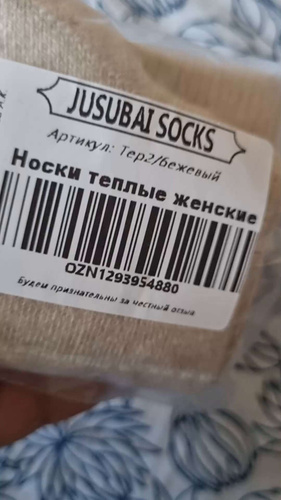 JUSUBAI SOCKS
Артикул: Тер2/бежевый
Носки теплые женские
OZN1293954880
Будем признательны за честный отзыв